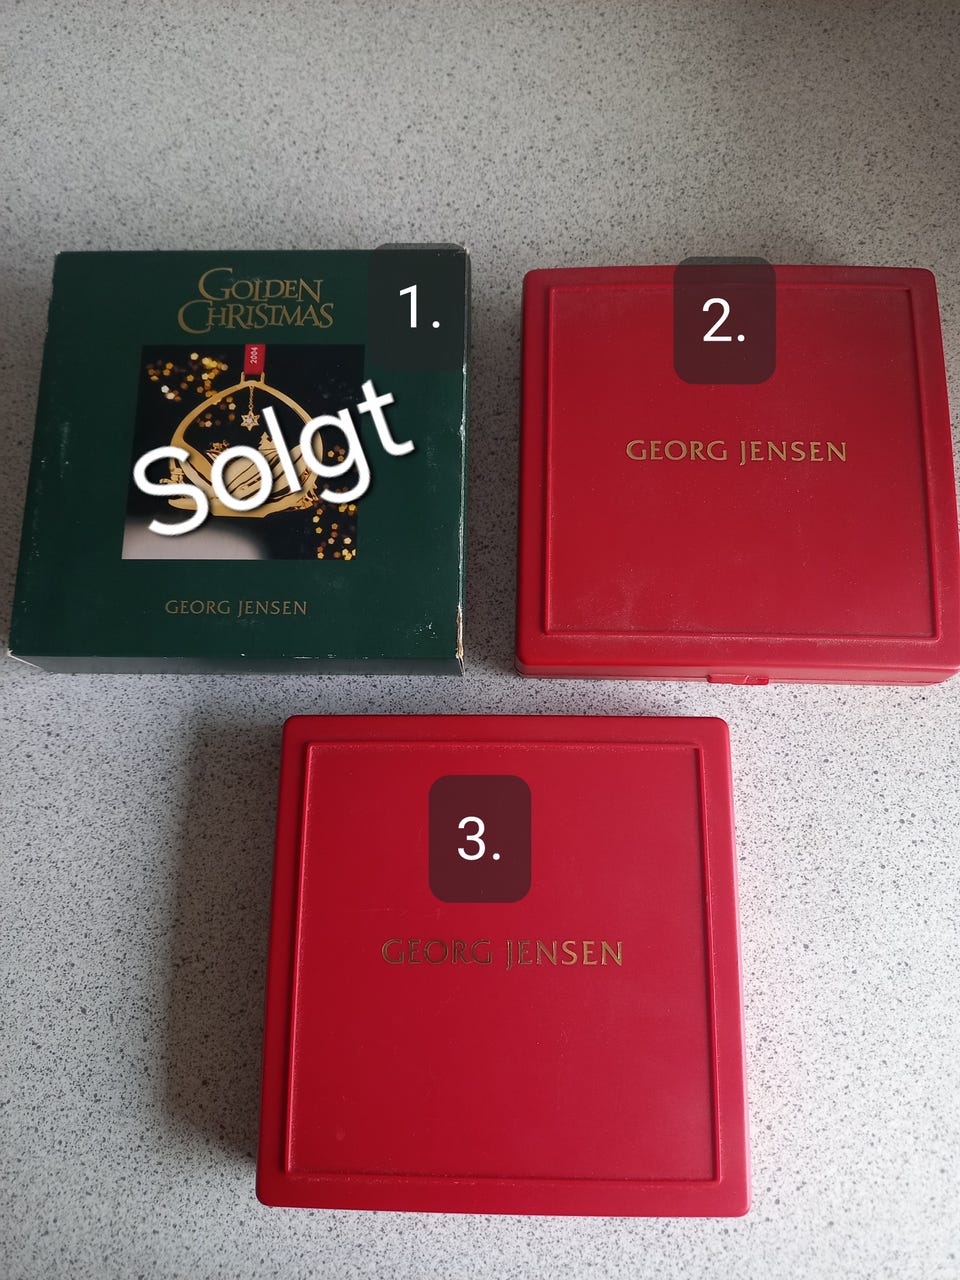 GOLDEN
CHRISTMAS
1.
2004
Solgt
GEORG JENSEN
2.
GEORG JENSEN
3.
GEORG JENSEN